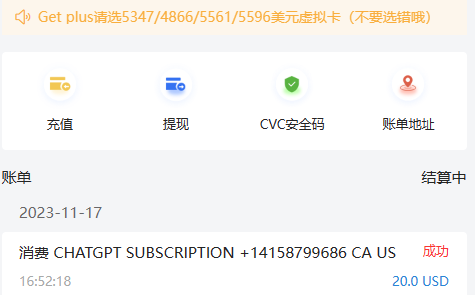 Get plus请选5347/4866/5561/5596美元虚拟卡（不要选错哦）
充值 提现 CVC安全码 账单地址
账单 结算中
2023-11-17
消费 CHATGPT SUBSCRIPTION +14158799686 CA US 成功
16:52:18 20.0 USD